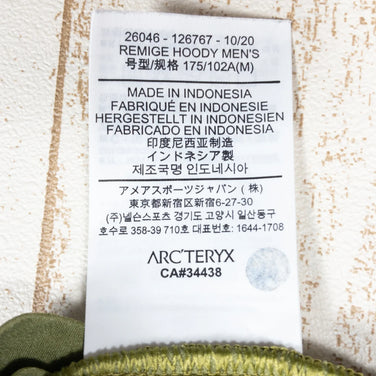 26046 - 126767 - 10/20
REMIGE HOODY MEN'S
号型/规格 175/102A(M)
MADE IN INDONESIA
FABRIQUÉ EN INDONESIE
HERGESTELLT IN INDONESIEN
FABRICADO EN INDONESIA
印度尼西亚制造
インドネシア製
제조국명 인도네시아
アメアスポーツジャパン(株)
東京都新宿区新宿6-27-30
(주)넬슨스포츠 경기도 고양시 일산동구
호수로 358-39 710호 대표번호: 1644-1708
ARC'TERYX
CA#34438